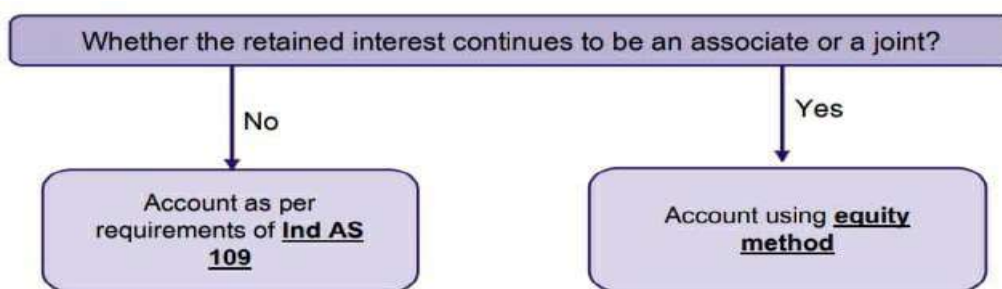 Whether the retained interest continues to be an associate or a joint?
No
Yes
Account as per
requirements of Ind AS
109
Account using equity
method